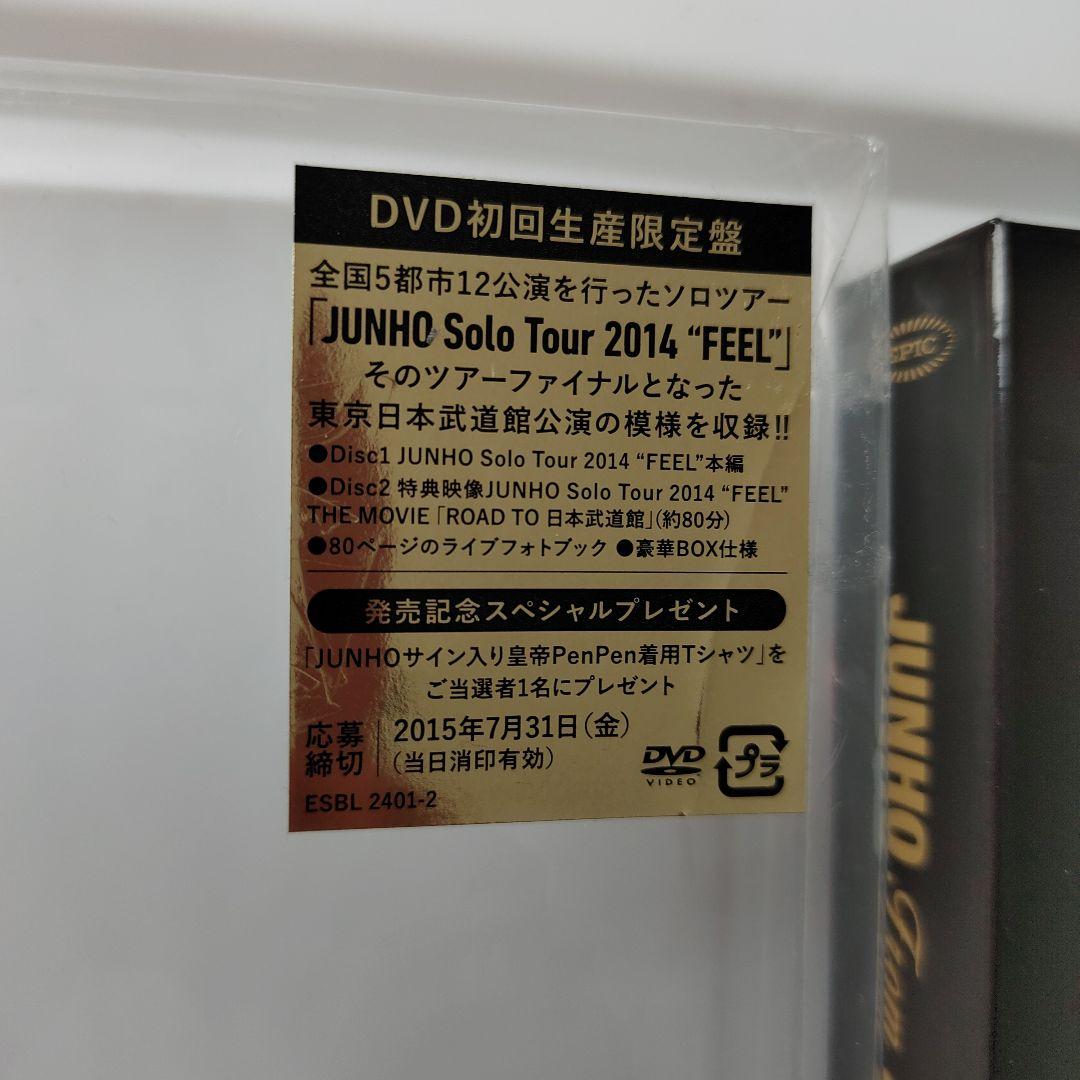 DVD初回生産限定盤
全国5都市12公演を行ったソロツアー
「JUNHO Solo Tour 2014 “FEEL”」
そのツアーファイナルとなった
東京日本武道館公演の模様を収録!!
●Disc1 JUNHO Solo Tour 2014 “FEEL”本編
●Disc2 特典映像JUNHO Solo Tour 2014 “FEEL”
THE MOVIE「ROAD TO 日本武道館」(約80分)
●80ページのライブフォトブック ●豪華BOX仕様
発売記念スペシャルプレゼント
「JUNHOサイン入り皇帝PenPen着用Tシャツ」を
ご当選者1名にプレゼント
応募締切
2015年7月31日(金)
(当日消印有効)
DVD
VIDEO
プラ
ESBL 2401-2
EPIC
JUNHO
From